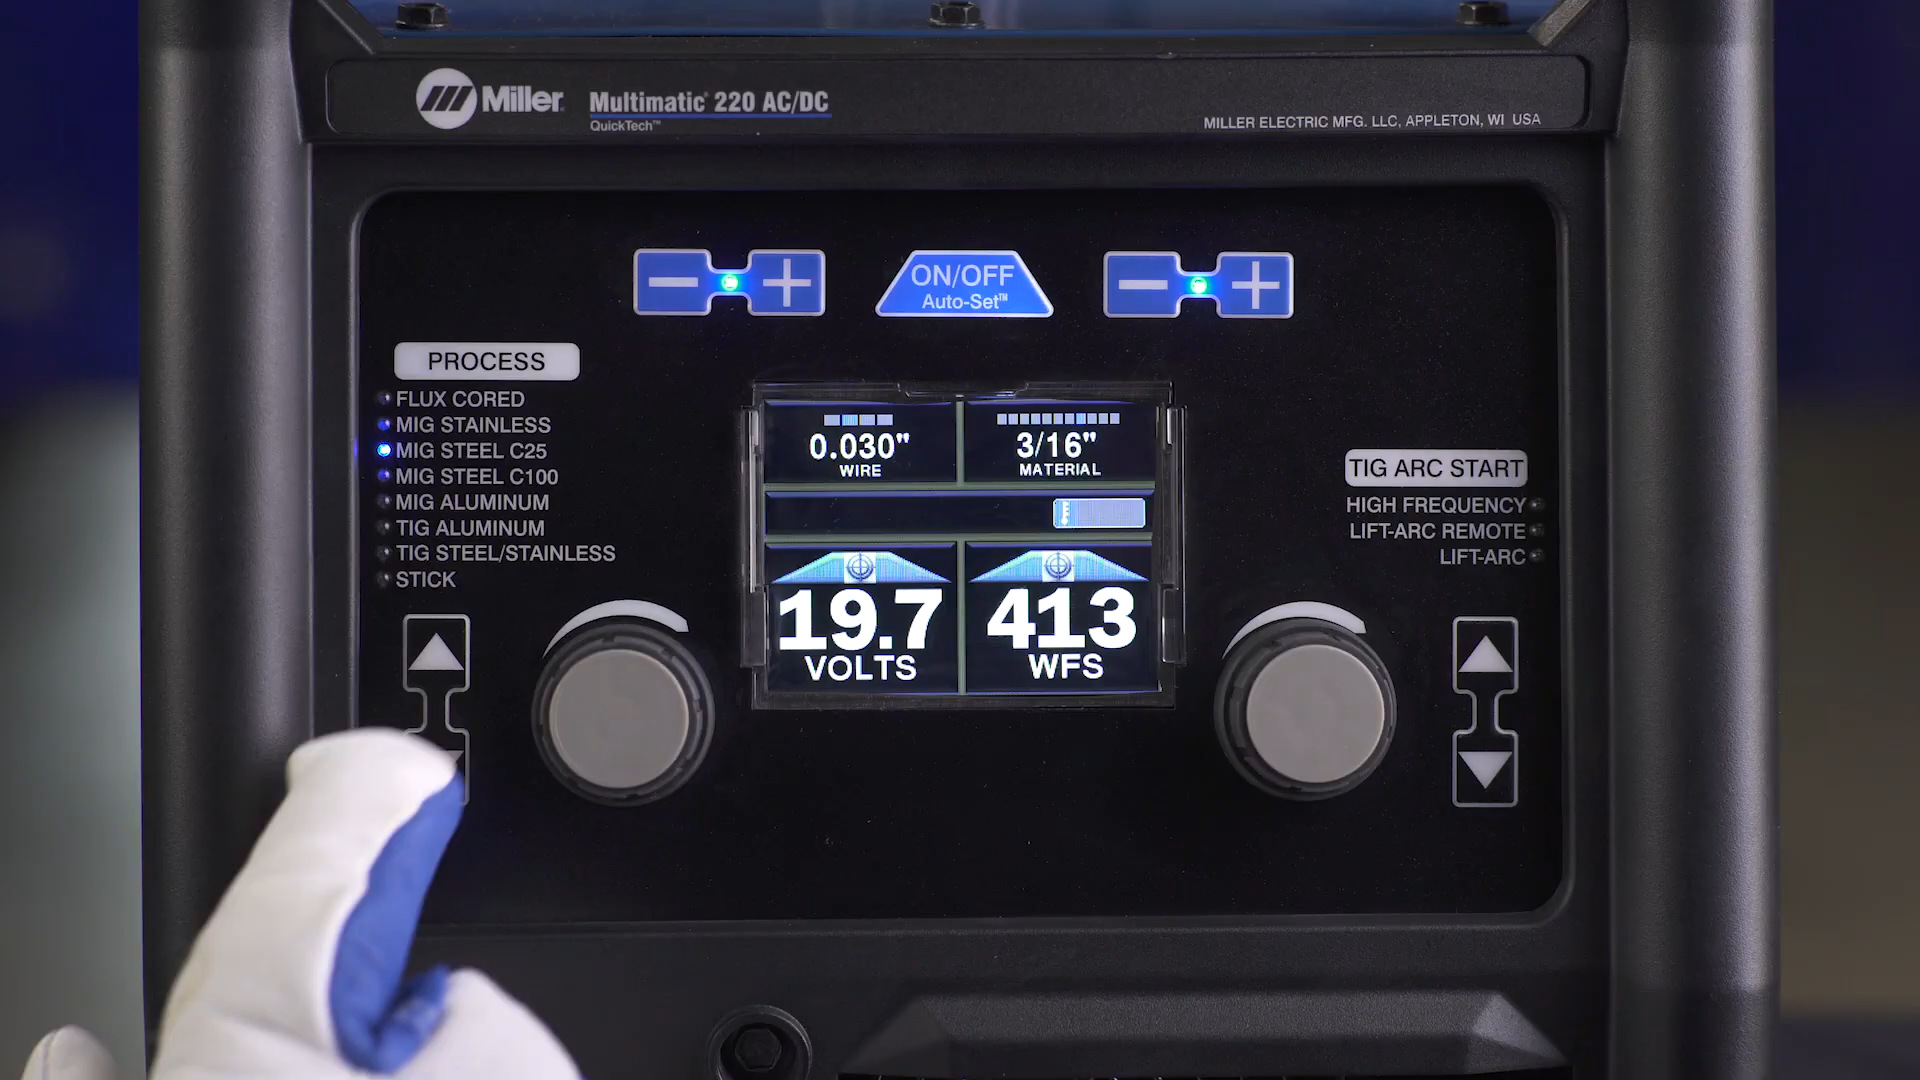 Miller Multimatic® 220 AC/DC
QuickTech™
MILLER ELECTRIC MFG. LLC, APPLETON, WI USA
ON/OFF
Auto-Set™
PROCESS
FLUX CORED
MIG STAINLESS
MIG STEEL C25
MIG STEEL C100
MIG ALUMINUM
TIG ALUMINUM
TIG STEEL/STAINLESS
STICK
0.030"
WIRE
3/16"
MATERIAL
19.7
VOLTS
413
WFS
TIG ARC START
HIGH FREQUENCY
LIFT-ARC REMOTE
LIFT-ARC